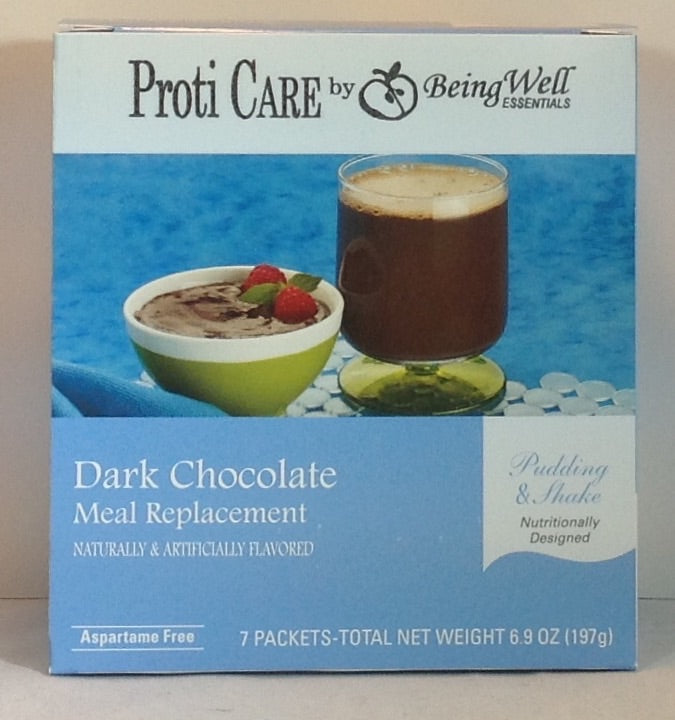 Proti CARE by BeingWell
ESSENTIALS
Dark Chocolate
Meal Replacement
NATURALLY & ARTIFICIALLY FLAVORED
Pudding
& Shake
Nutritionally
Designed
Aspartame Free
7 PACKETS-TOTAL NET WEIGHT 6.9 OZ (197g)